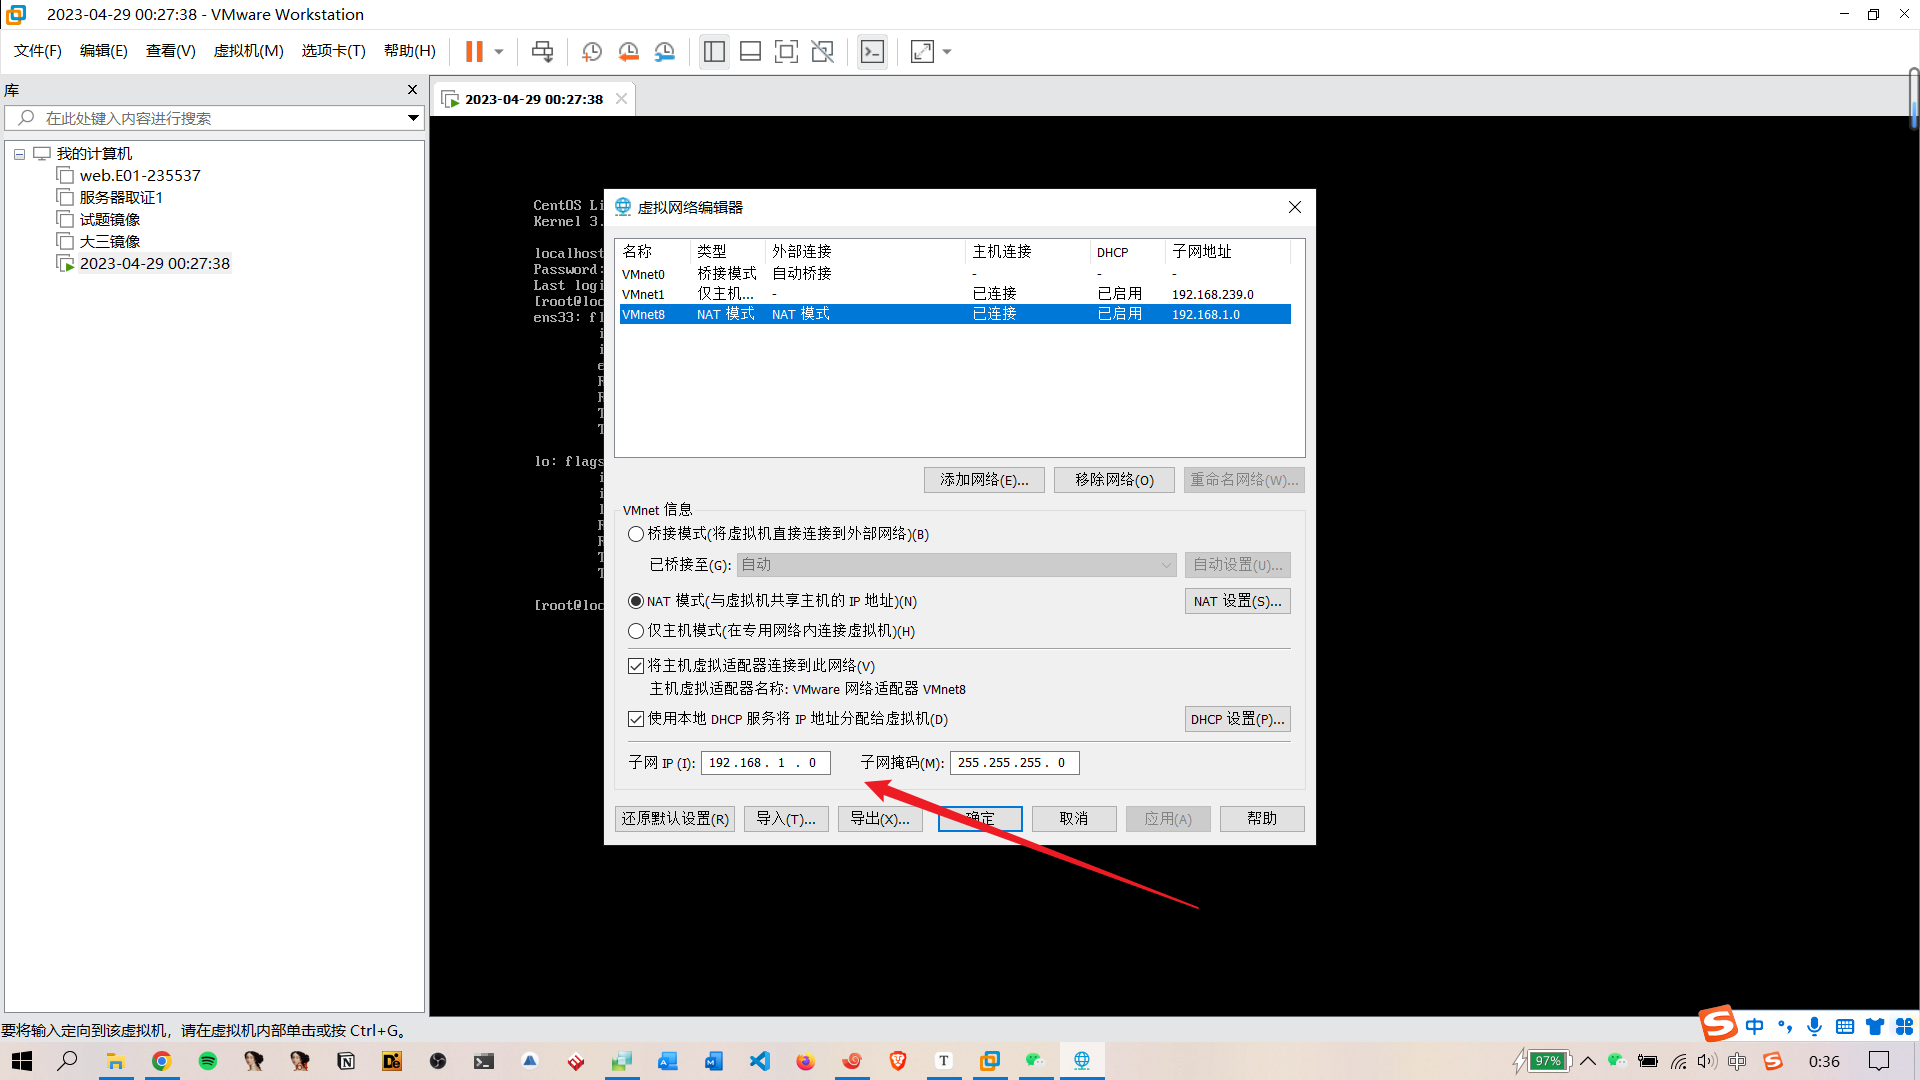 2023-04-29 00:27:38 - VMware Workstation
文件(F) 编辑(E) 查看(V) 虚拟机(M) 选项卡(T) 帮助(H)
库
在此处键入内容进行搜索
我的计算机
web.E01-235537
服务器取证1
试题镜像
大三镜像
2023-04-29 00:27:38
2023-04-29 00:27:38
CentOS Li
Kernel 3.
localhost
Password:
Last logi
[root@loc
ens33: fl
lo: flags
[root@loc
虚拟网络编辑器
名称 类型 外部连接 主机连接 DHCP 子网地址
VMnet0 桥接模式 自动桥接 - - -
VMnet1 仅主机... - 已连接 已启用 192.168.239.0
VMnet8 NAT 模式 NAT 模式 已连接 已启用 192.168.1.0
添加网络(E)... 移除网络(O) 重命名网络(W)...
VMnet 信息
桥接模式(将虚拟机直接连接到外部网络)(B)
已桥接至(G): 自动 自动设置(U)...
NAT 模式(与虚拟机共享主机的 IP 地址)(N) NAT 设置(S)...
仅主机模式(在专用网络内连接虚拟机)(H)
将主机虚拟适配器连接到此网络(V)
主机虚拟适配器名称: VMware 网络适配器 VMnet8
使用本地 DHCP 服务将 IP 地址分配给虚拟机(D) DHCP 设置(P)...
子网 IP (I): 192.168. 1 . 0 子网掩码(M): 255.255.255. 0
还原默认设置(R) 导入(T)... 导出(X)... 确定 取消 应用(A) 帮助
要将输入定向到该虚拟机，请在虚拟机内部单击或按 Ctrl+G。
中
97% 中 0:36